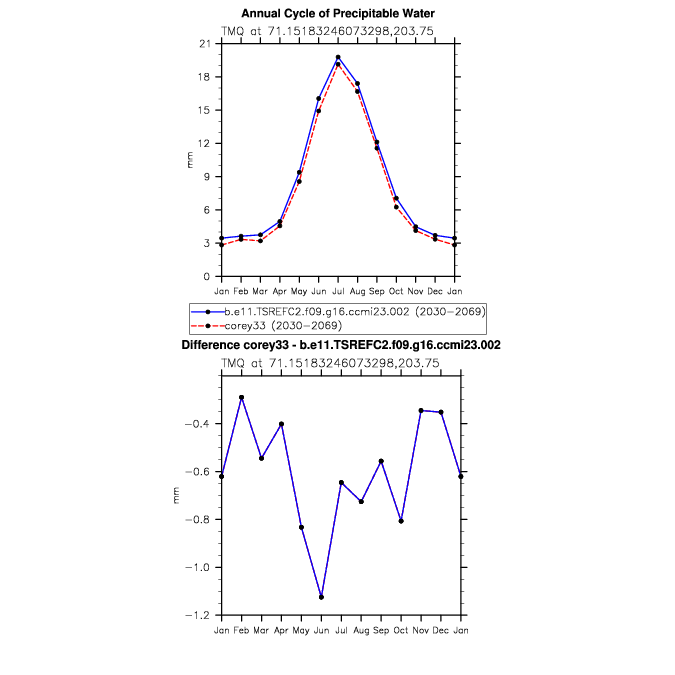 Annual Cycle of Precipitable Water
TMQ at 71.15183246073298,203.75
21
18
15
12
9
6
3
0
mm
Jan Feb Mar Apr May Jun Jul Aug Sep Oct Nov Dec Jan
b.e11.TSREFC2.f09.g16.ccmi23.002 (2030-2069)
corey33 (2030-2069)
Difference corey33 - b.e11.TSREFC2.f09.g16.ccmi23.002
TMQ at 71.15183246073298,203.75
-0.4
-0.6
-0.8
-1.0
-1.2
mm
Jan Feb Mar Apr May Jun Jul Aug Sep Oct Nov Dec Jan